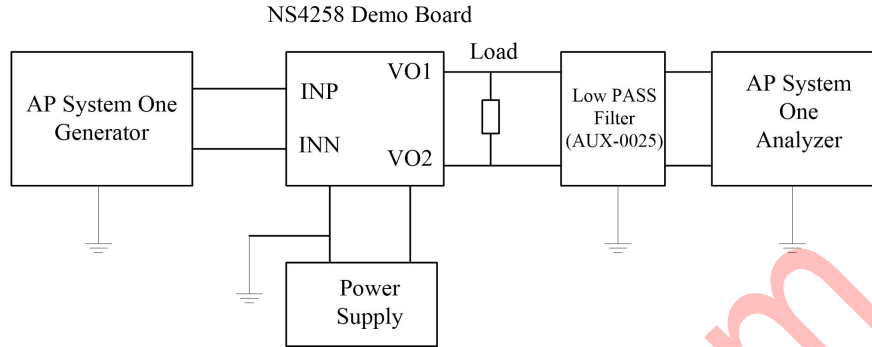 NS4258 Demo Board
AP System One
Generator
INP
INN
VO1
VO2
Load
Low PASS
Filter
(AUX-0025)
AP System
One
Analyzer
Power
Supply
m